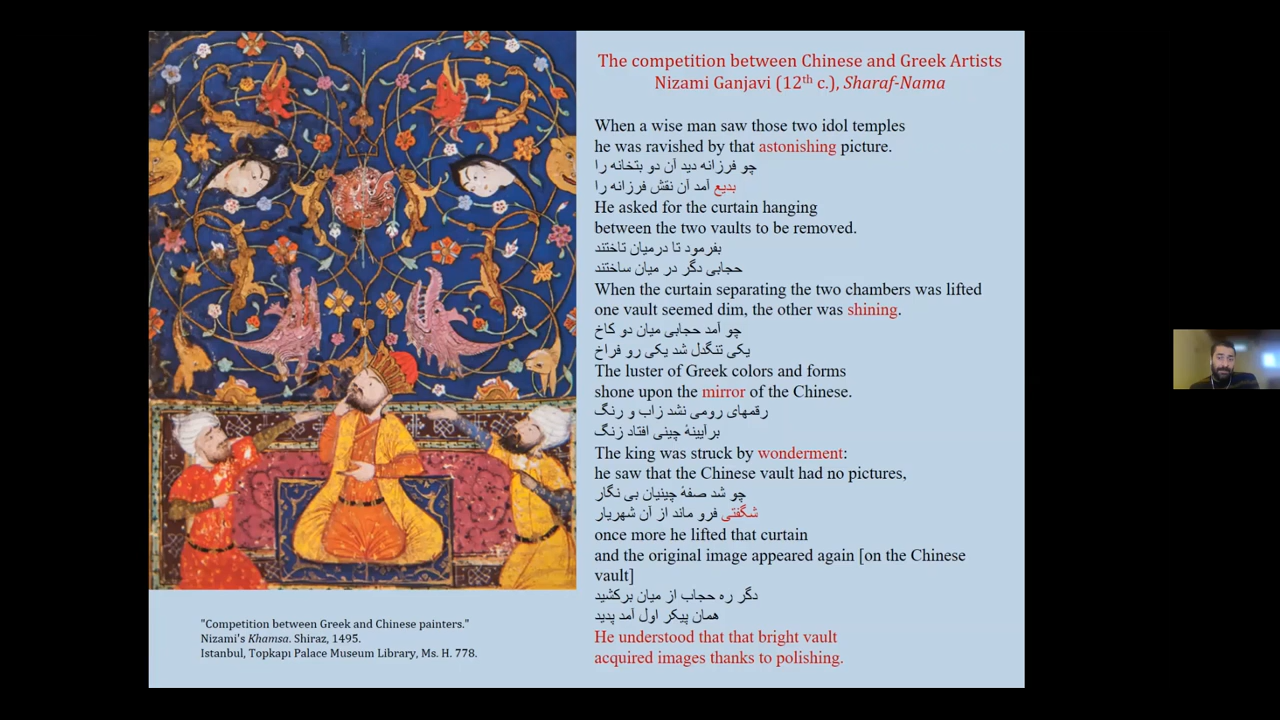 The competition between Chinese and Greek Artists
Nizami Ganjavi (12th c.), Sharaf-Nama
When a wise man saw those two idol temples
he was ravished by that astonishing picture.
چو فرزانه دید آن دو بتخانه را
بدیع آمد آن نقش فرزانه را
He asked for the curtain hanging
between the two vaults to be removed.
بفرمود تا درمیان تاختند
حجابی دگر در میان ساختند
When the curtain separating the two chambers was lifted
one vault seemed dim, the other was shining.
چو آمد حجابی میان دو کاخ
یکی تنگدل شد یکی رو فراخ
The luster of Greek colors and forms
shone upon the mirror of the Chinese.
رقمهای رومی نشد زاب و رنگ
برآیینهٔ چینی افتاد زنگ
The king was struck by wonderment:
he saw that the Chinese vault had no pictures,
چو شد صفهٔ چینیان بی نگار
شگفتی فرو ماند از آن شهریار
once more he lifted that curtain
and the original image appeared again [on the Chinese
vault]
دگر ره حجاب از میان برکشید
همان پیکر اول آمد پدید
He understood that that bright vault
acquired images thanks to polishing.
"Competition between Greek and Chinese painters."
Nizami's Khamsa. Shiraz, 1495.
Istanbul, Topkapı Palace Museum Library, Ms. H. 778.